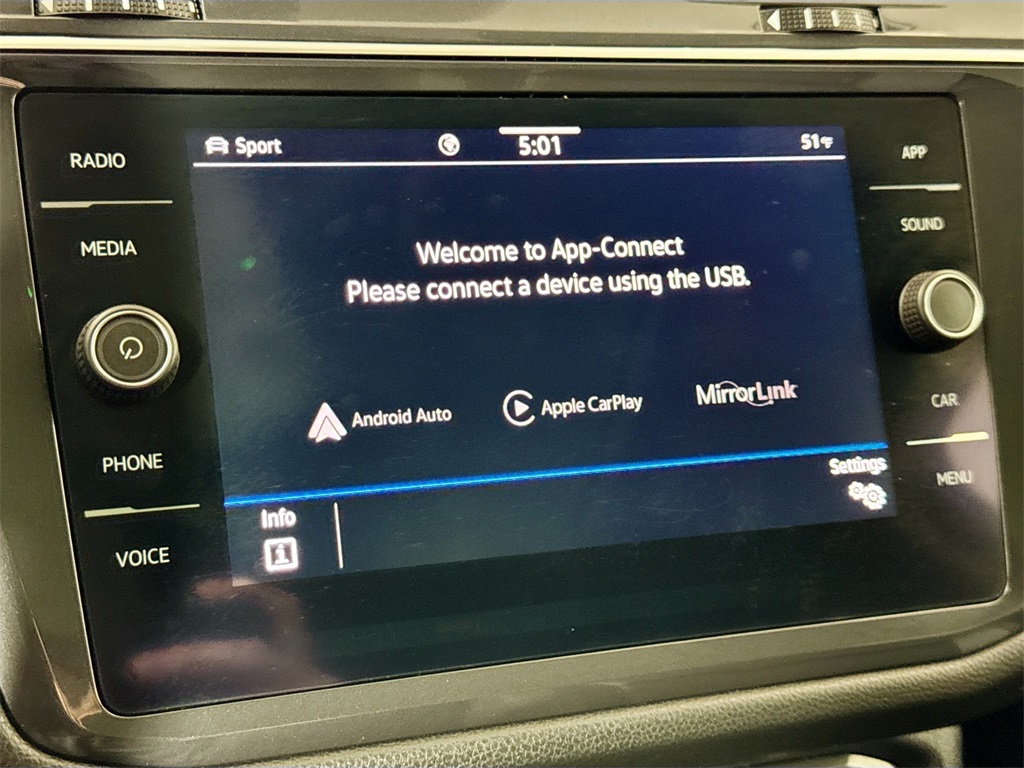 RADIO
MEDIA
PHONE
VOICE
Sport
5:01
51°F
Welcome to App-Connect
Please connect a device using the USB.
Android Auto
Apple CarPlay
MirrorLink
Settings
Info
i
APP
SOUND
CAR
MENU